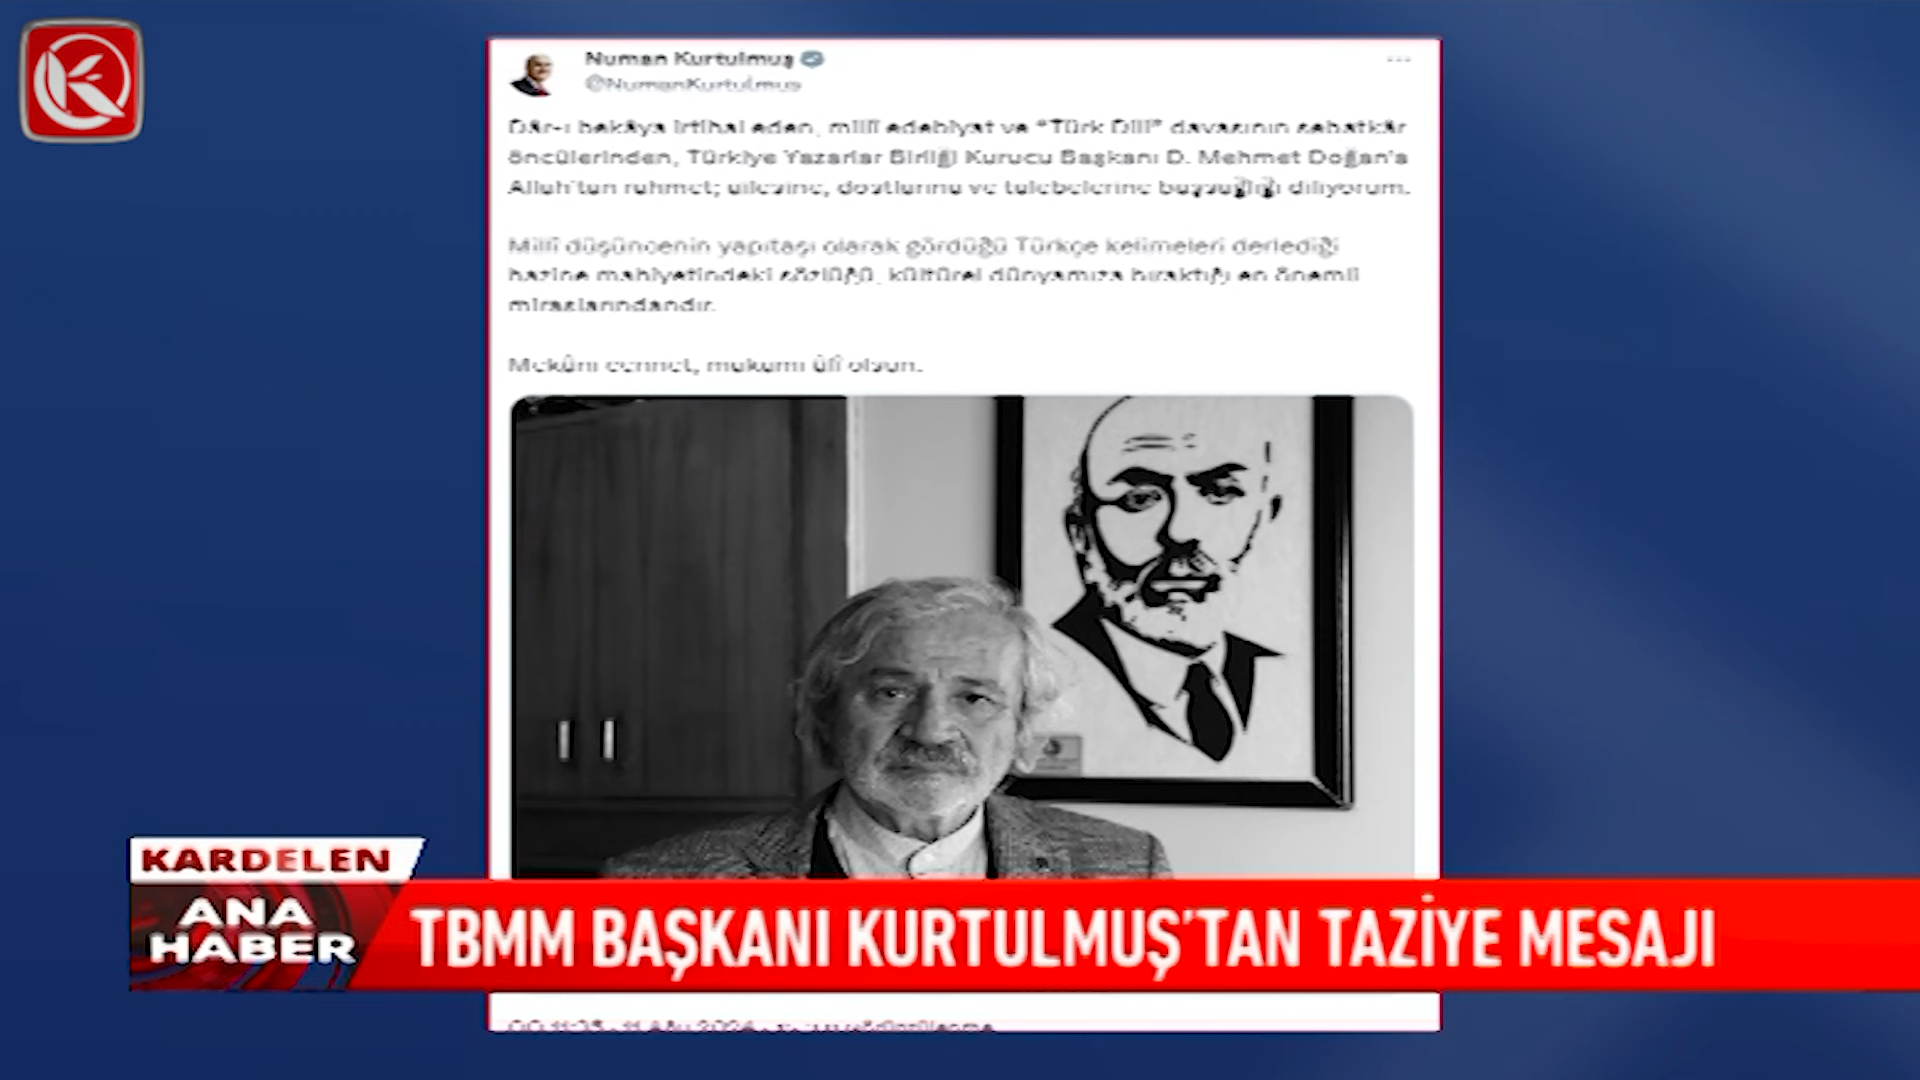 Numan Kurtulmuş
@NumanKurtulmus
Dâr-ı bekâya irtihal eden, millî edebiyat ve “Türk Dili” davasının sebatkâr
öncülerinden, Türkiye Yazarlar Birliği Kurucu Başkanı D. Mehmet Doğan'a
Allah'tan rahmet; ailesine, dostlarına ve talebelerine başsağlığı diliyorum.
Millî düşüncenin yapıtaşı olarak gördüğü Türkçe kelimeleri derlediği
hazine mahiyetindeki sözlüğü, kültürel dünyamıza bıraktığı en önemli
miraslarındandır.
Mekânı cennet, makamı âlî olsun.
KARDELEN
ANA
HABER
TBMM BAŞKANI KURTULMUŞ'TAN TAZİYE MESAJI